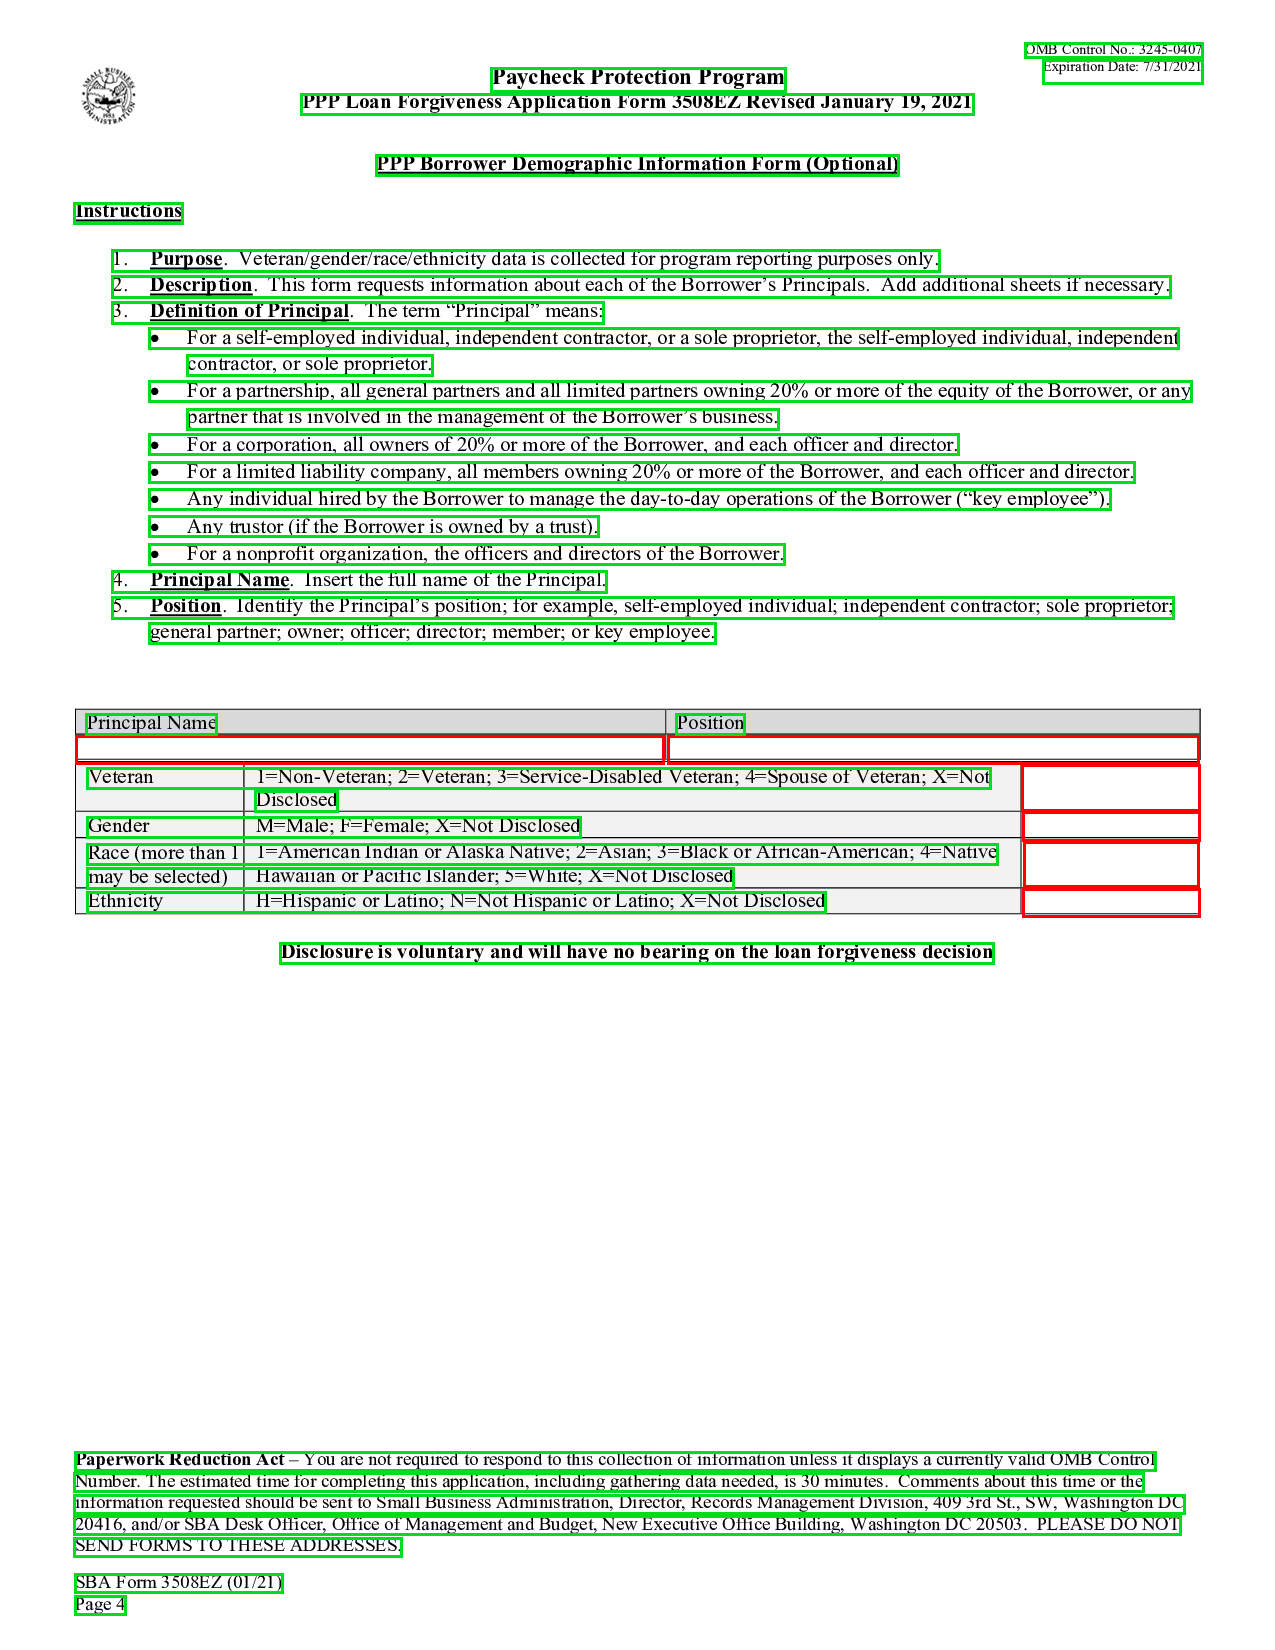 OMB Control No.: 3245-0407
Expiration Date: 7/31/2021
Paycheck Protection Program
PPP Loan Forgiveness Application Form 3508EZ Revised January 19, 2021
SMALL BUSINESS
ADMINISTRATION
1953
PPP Borrower Demographic Information Form (Optional)
Instructions
1. Purpose. Veteran/gender/race/ethnicity data is collected for program reporting purposes only.
2. Description. This form requests information about each of the Borrower’s Principals. Add additional sheets if necessary.
3. Definition of Principal. The term “Principal” means:
• For a self-employed individual, independent contractor, or a sole proprietor, the self-employed individual, independent
contractor, or sole proprietor.
• For a partnership, all general partners and all limited partners owning 20% or more of the equity of the Borrower, or any
partner that is involved in the management of the Borrower’s business.
• For a corporation, all owners of 20% or more of the Borrower, and each officer and director.
• For a limited liability company, all members owning 20% or more of the Borrower, and each officer and director.
• Any individual hired by the Borrower to manage the day-to-day operations of the Borrower (“key employee”).
• Any trustor (if the Borrower is owned by a trust).
• For a nonprofit organization, the officers and directors of the Borrower.
4. Principal Name. Insert the full name of the Principal.
5. Position. Identify the Principal’s position; for example, self-employed individual; independent contractor; sole proprietor;
general partner; owner; officer; director; member; or key employee.
Principal Name Position
Veteran 1=Non-Veteran; 2=Veteran; 3=Service-Disabled Veteran; 4=Spouse of Veteran; X=Not
Disclosed
Gender M=Male; F=Female; X=Not Disclosed
Race (more than 1 1=American Indian or Alaska Native; 2=Asian; 3=Black or African-American; 4=Native
may be selected) Hawaiian or Pacific Islander; 5=White; X=Not Disclosed
Ethnicity H=Hispanic or Latino; N=Not Hispanic or Latino; X=Not Disclosed
Disclosure is voluntary and will have no bearing on the loan forgiveness decision
Paperwork Reduction Act – You are not required to respond to this collection of information unless it displays a currently valid OMB Control
Number. The estimated time for completing this application, including gathering data needed, is 30 minutes. Comments about this time or the
information requested should be sent to Small Business Administration, Director, Records Management Division, 409 3rd St., SW, Washington DC
20416, and/or SBA Desk Officer, Office of Management and Budget, New Executive Office Building, Washington DC 20503. PLEASE DO NOT
SEND FORMS TO THESE ADDRESSES.
SBA Form 3508EZ (01/21)
Page 4